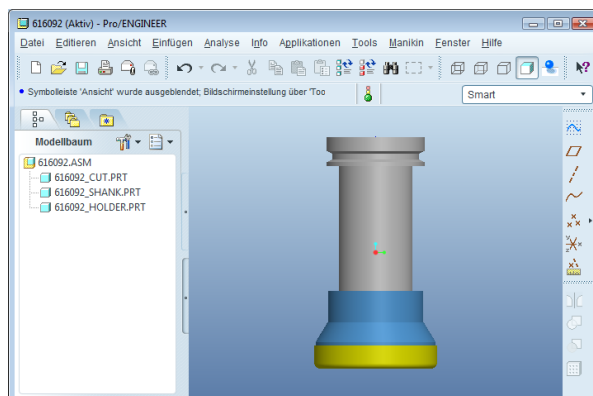 616092 (Aktiv) - Pro/ENGINEER
Datei Editieren Ansicht Einfügen Analyse Info Applikationen Tools Manikin Fenster Hilfe
Symbolleiste 'Ansicht' wurde ausgeblendet; Bildschirmeinstellung über 'Too
Smart
Modellbaum
616092.ASM
616092_CUT.PRT
616092_SHANK.PRT
616092_HOLDER.PRT